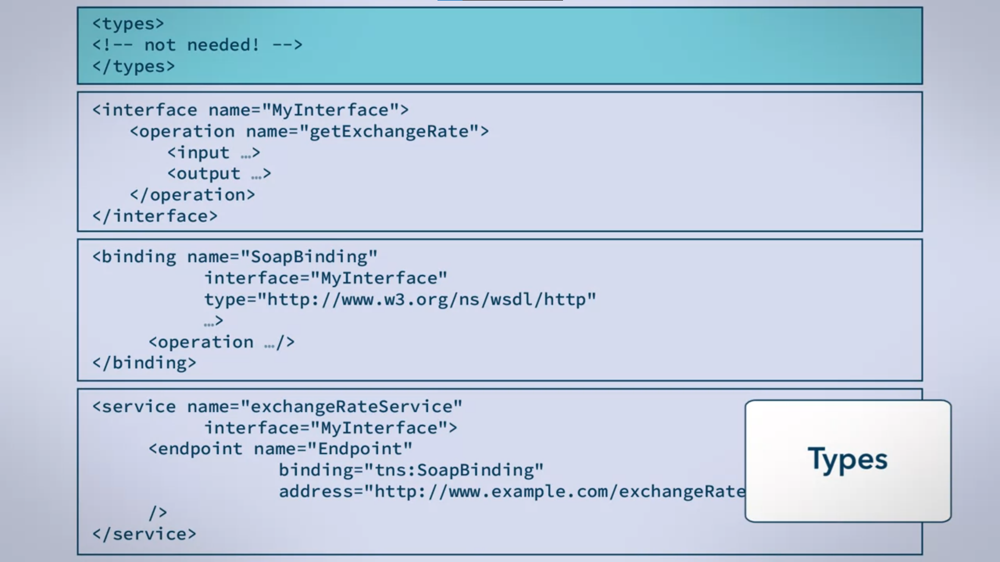 <types>
<!-- not needed! -->
</types>
<interface name="MyInterface">
<operation name="getExchangeRate">
<input …>
<output …>
</operation>
</interface>
<binding name="SoapBinding"
interface="MyInterface"
type="http://www.w3.org/ns/wsdl/http"
…>
<operation …/>
</binding>
<service name="exchangeRateService"
interface="MyInterface">
<endpoint name="Endpoint"
binding="tns:SoapBinding"
address="http://www.example.com/exchangeRate
/>
</service>
Types